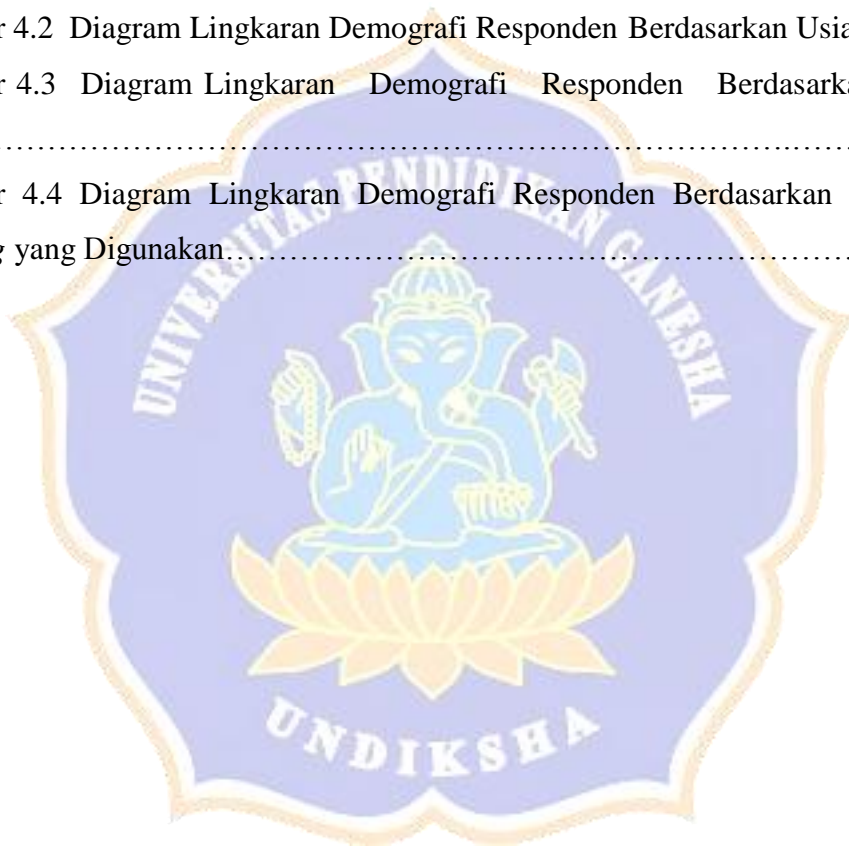 r 4.2 Diagram Lingkaran Demografi Responden Berdasarkan Usia
r 4.3 Diagram Lingkaran Demografi Responden Berdasarka
……………………………………………………………….……
r 4.4 Diagram Lingkaran Demografi Responden Berdasarkan
g yang Digunakan……………………………………………………
UNIVERSITAS PENDIDIKAN GANESHA
UNDIKSHA